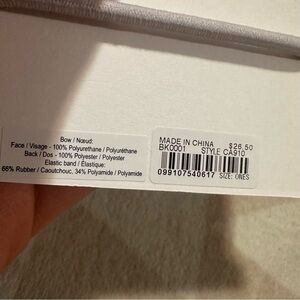 Bow / Nœud:
Face / Visage - 100% Polyurethane / Polyuréthane
Back / Dos - 100% Polyester / Polyester
Elastic band / Élastique:
66% Rubber / Caoutchouc, 34% Polyamide / Polyamide
MADE IN CHINA $26.50
BK0001 STYLE CA910
099107540617 SIZE: ONES